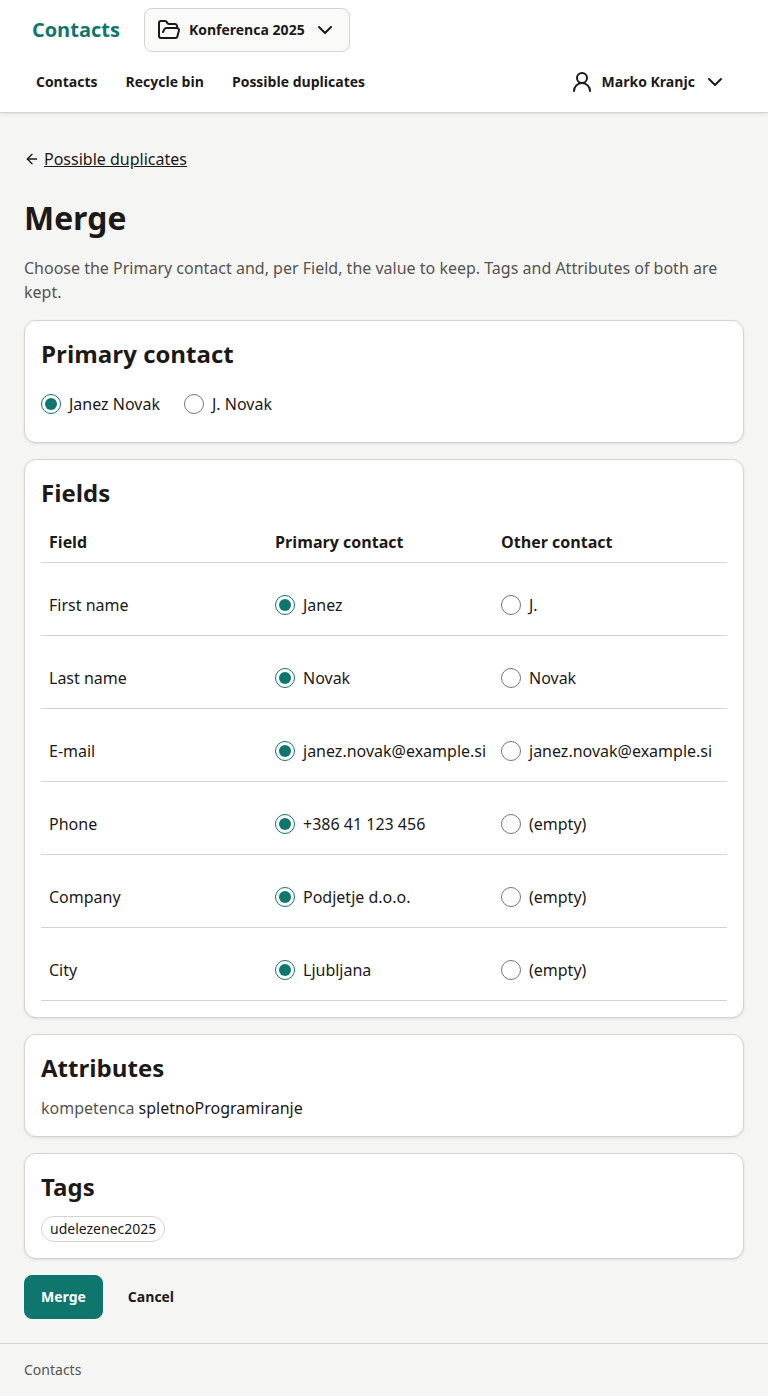 Contacts
Konferenca 2025
Contacts Recycle bin Possible duplicates Marko Kranjc
← Possible duplicates
Merge
Choose the Primary contact and, per Field, the value to keep. Tags and Attributes of both are
kept.
Primary contact
Janez Novak J. Novak
Fields
Field Primary contact Other contact
First name Janez J.
Last name Novak Novak
E-mail janez.novak@example.si janez.novak@example.si
Phone +386 41 123 456 (empty)
Company Podjetje d.o.o. (empty)
City Ljubljana (empty)
Attributes
kompetenca spletnoProgramiranje
Tags
udelezenec2025
Merge Cancel
Contacts